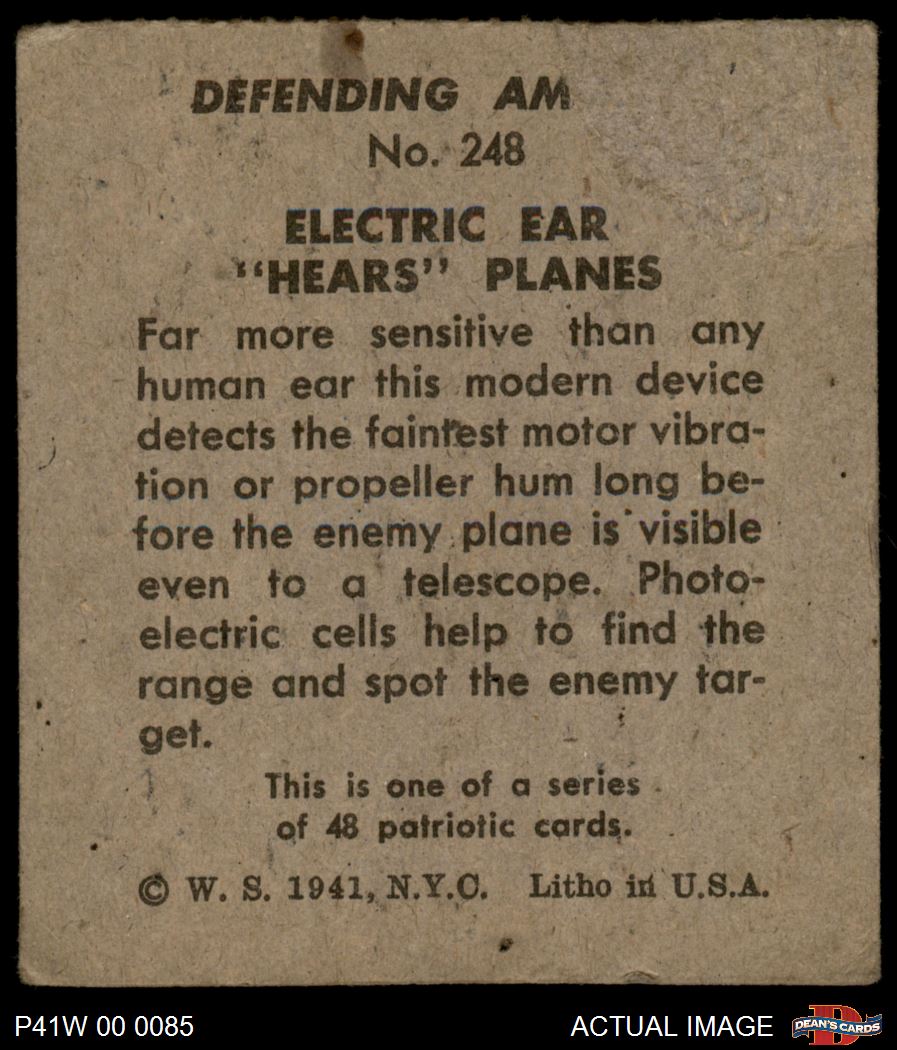 DEFENDING AM
No. 248
ELECTRIC EAR
"HEARS" PLANES
Far more sensitive than any
human ear this modern device
detects the faintest motor vibra-
tion or propeller hum long be-
fore the enemy plane is visible
even to a telescope. Photo-
electric cells help to find the
range and spot the enemy tar-
get.
This is one of a series
of 48 patriotic cards.
© W. S. 1941, N.Y.C. Litho in U.S.A.
P41W 00 0085
ACTUAL IMAGE
D
DEAN'S CARDS